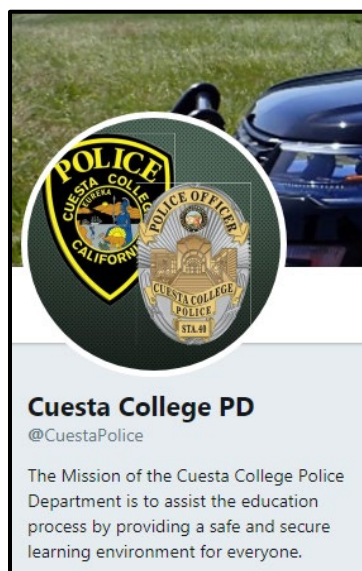 POLICE
CUESTA COLLEGE
EUREKA
CALIFORNIA
POLICE OFFICER
CUESTA COLLEGE
POLICE
STA.40
Cuesta College PD
@CuestaPolice
The Mission of the Cuesta College Police
Department is to assist the education
process by providing a safe and secure
learning environment for everyone.